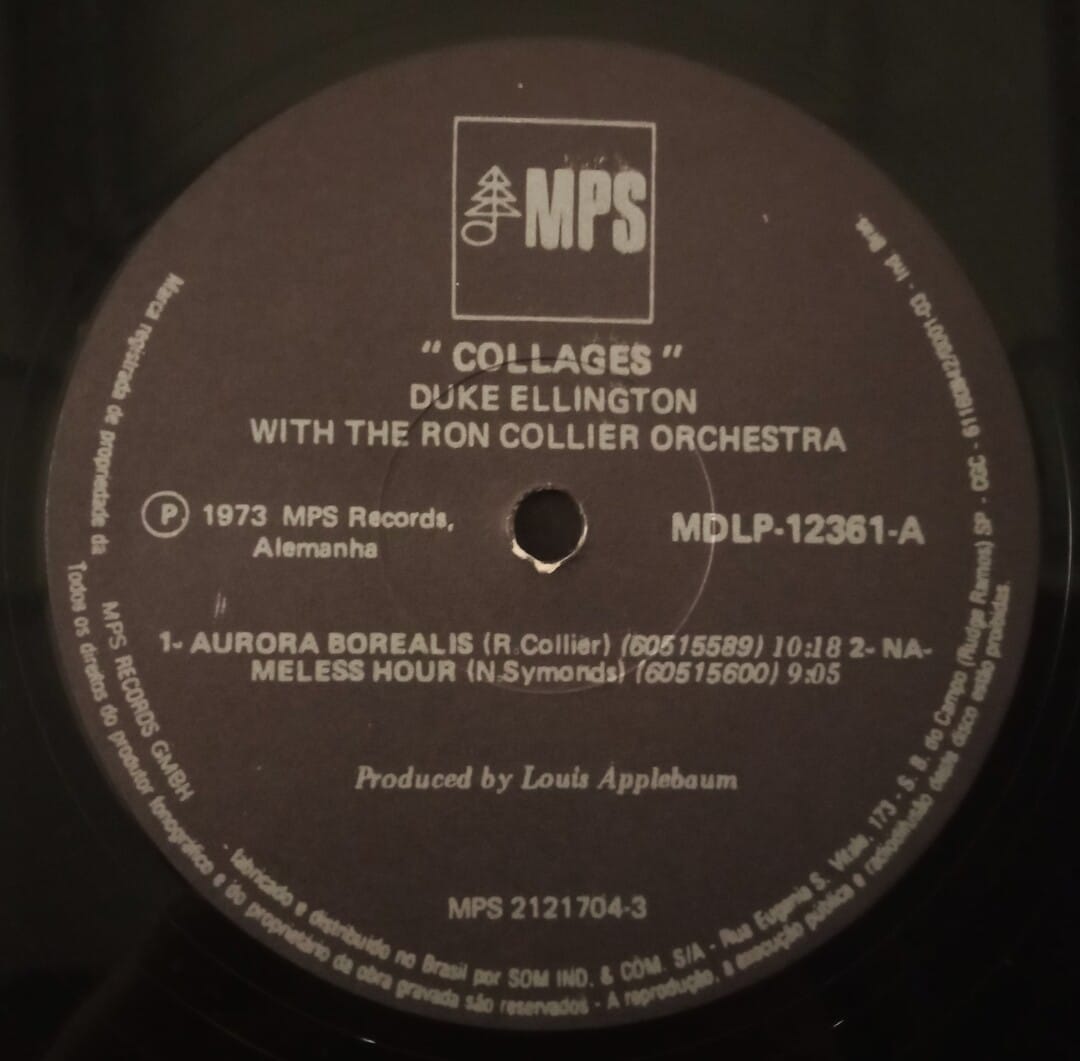 MPS
" COLLAGES "
DUKE ELLINGTON
WITH THE RON COLLIER ORCHESTRA
P 1973 MPS Records,
Alemanha
MDLP-12361-A
1- AURORA BOREALIS (R.Collier) (60515589) 10:18 2- NA-
MELESS HOUR (N.Symonds) (60515600) 9:05
Produced by Louis Applebaum
MPS 2121704-3
Marca registrada de propriedade da MPS RECORDS GMBH - fabricado e distribuido no Brasil por SOM IND. & COM. S/A - Rua Eugenia S. Vitale, 173 - S. B. do Campo (Rudge Ramos) SP - CGC - 61160842/0001-03 - Ind. Bras.
Todos os direitos do produtor fonográfico e do proprietário da obra gravada são reservados - A reprodução, a execução pública e radiodifusão deste disco estão proibidas.